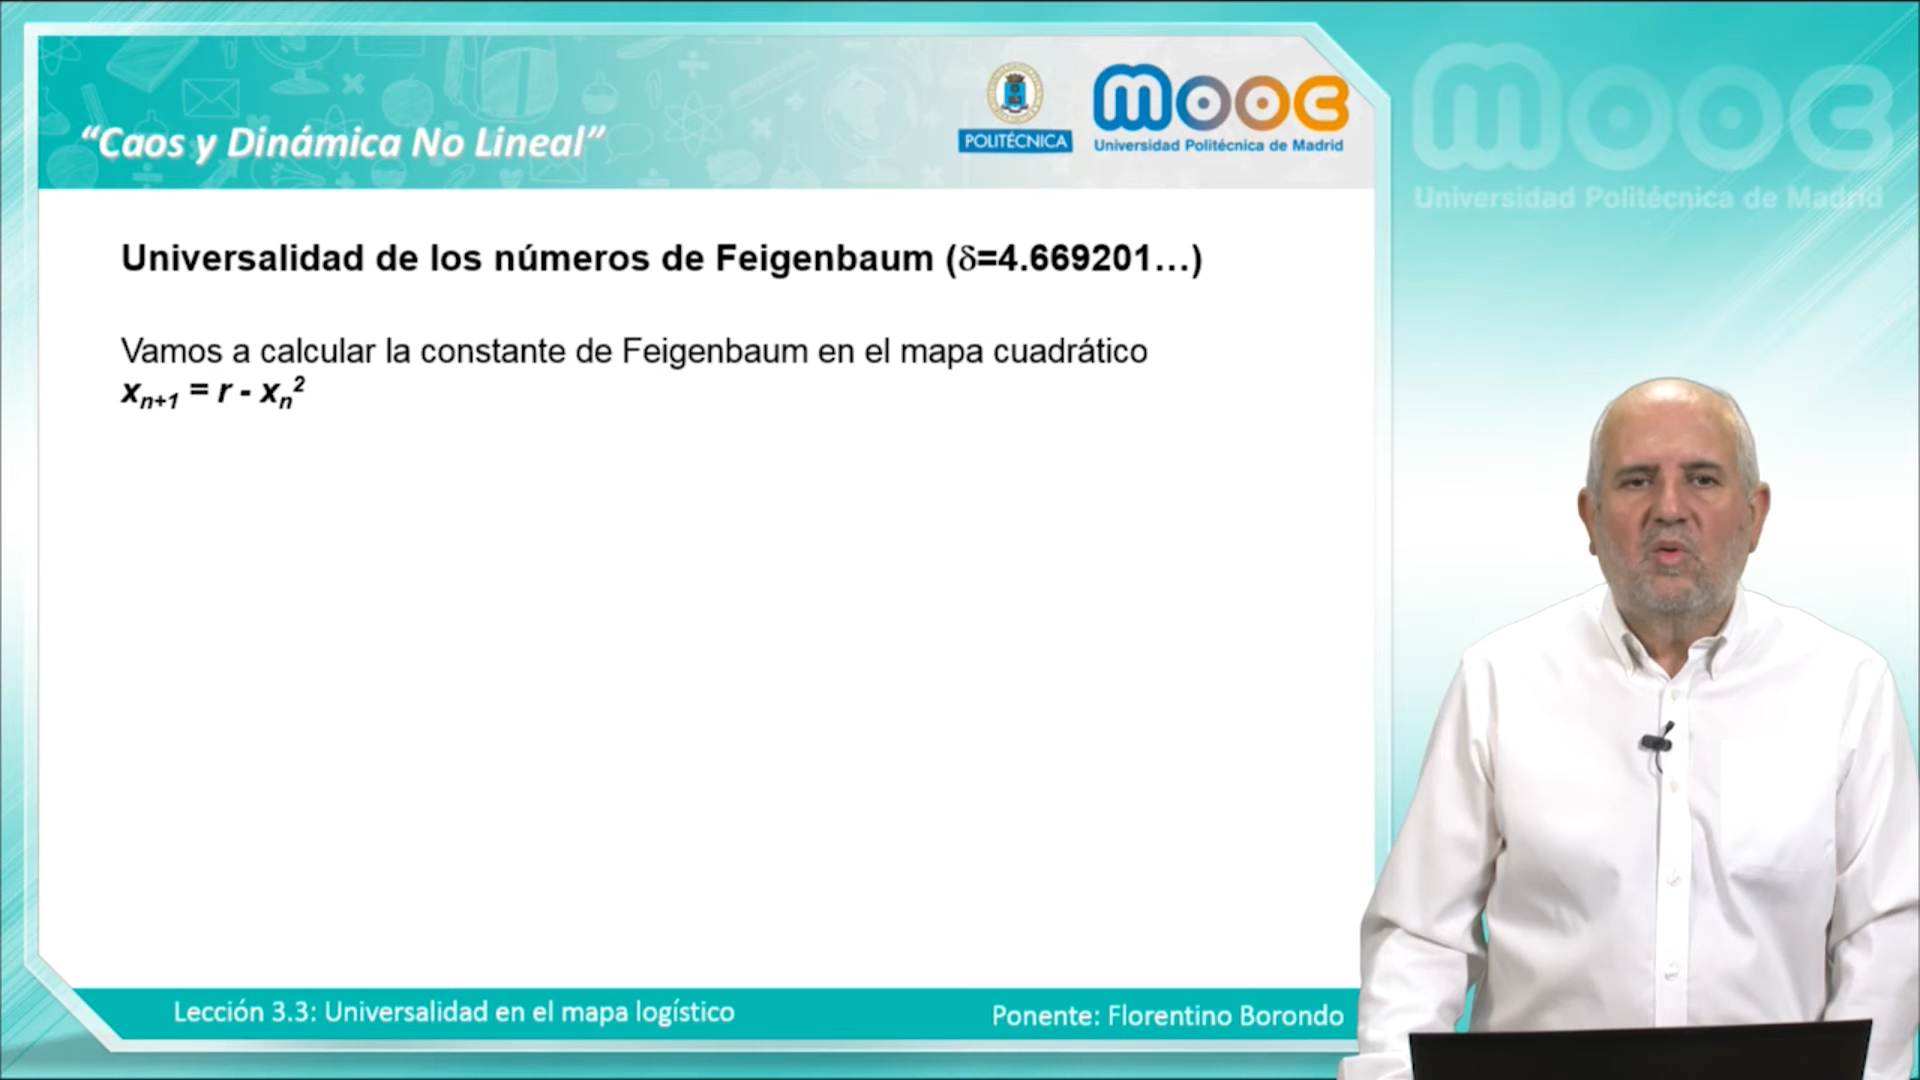 “Caos y Dinámica No Lineal”
POLITÉCNICA
mooc
Universidad Politécnica de Madrid
mooc
Universidad Politécnica de Madrid
Universalidad de los números de Feigenbaum (δ=4.669201…)
Vamos a calcular la constante de Feigenbaum en el mapa cuadrático
xₙ₊₁ = r - xₙ²
Lección 3.3: Universalidad en el mapa logístico
Ponente: Florentino Borondo